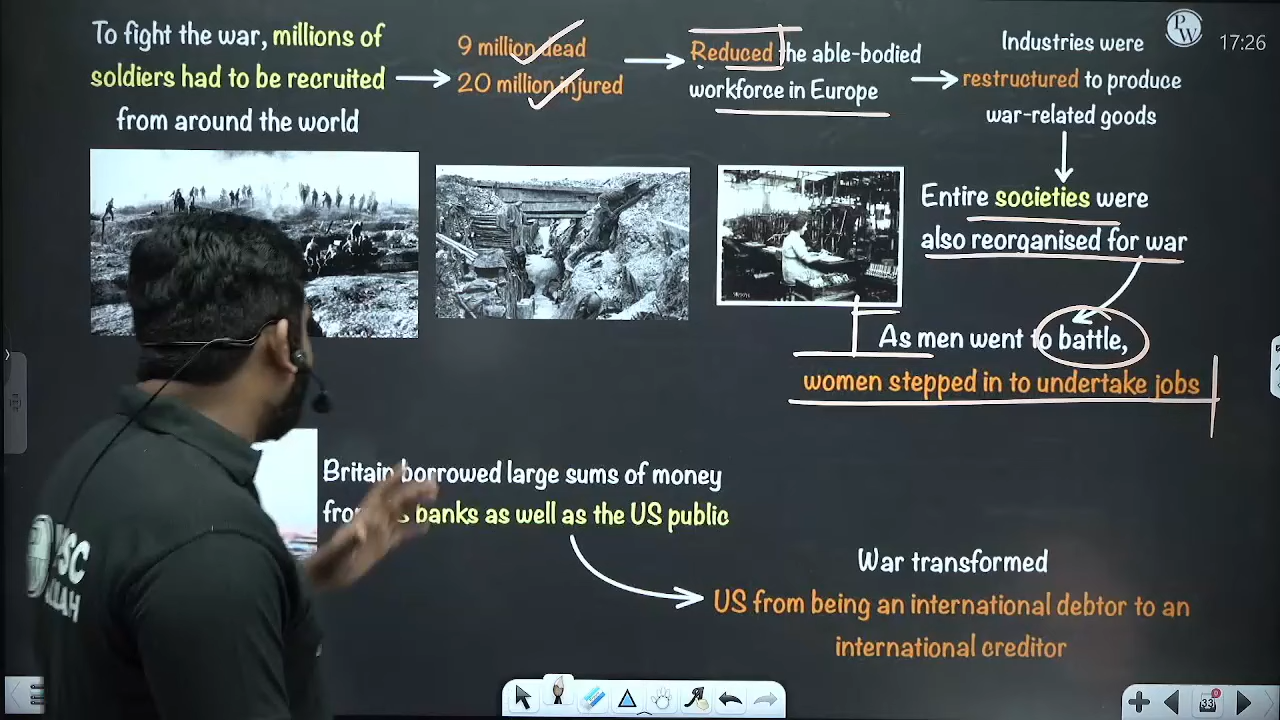 To fight the war, millions of
soldiers had to be recruited
from around the world
9 million dead
20 million injured
Reduced the able-bodied
workforce in Europe
Industries were
restructured to produce
war-related goods
PW
17:26
Entire societies were
also reorganised for war
As men went to battle,
women stepped in to undertake jobs
Britain borrowed large sums of money
banks as well as the US public
War transformed
US from being an international debtor to an
international creditor
33